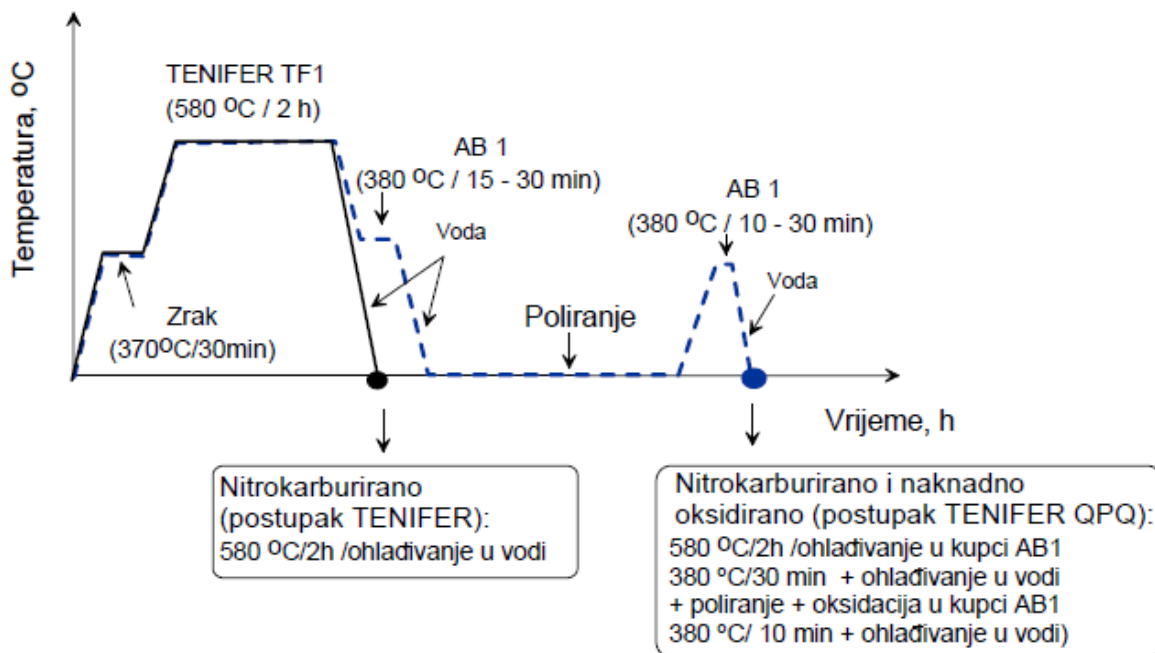 Temperatura, ºC
TENIFER TF1
(580 ºC / 2 h)
AB 1
(380 ºC / 15 - 30 min)
AB 1
(380 ºC / 10 - 30 min)
Voda
Voda
Zrak
(370ºC/30min)
Poliranje
Vrijeme, h
Nitrokarburirano
(postupak TENIFER):
580 ºC/2h /ohlađivanje u vodi
Nitrokarburirano i naknadno
oksidirano (postupak TENIFER QPQ):
580 ºC/2h /ohlađivanje u kupci AB1
380 ºC/30 min + ohlađivanje u vodi
+ poliranje + oksidacija u kupci AB1
380 ºC/ 10 min + ohlađivanje u vodi)